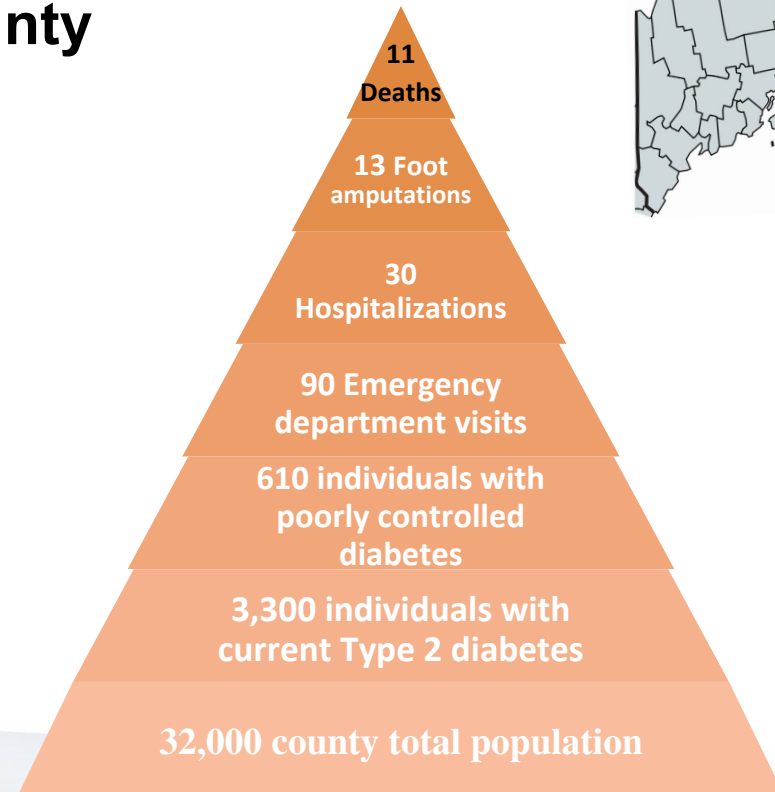 nty
11
Deaths
13 Foot
amputations
30
Hospitalizations
90 Emergency
department visits
610 individuals with
poorly controlled
diabetes
3,300 individuals with
current Type 2 diabetes
32,000 county total population